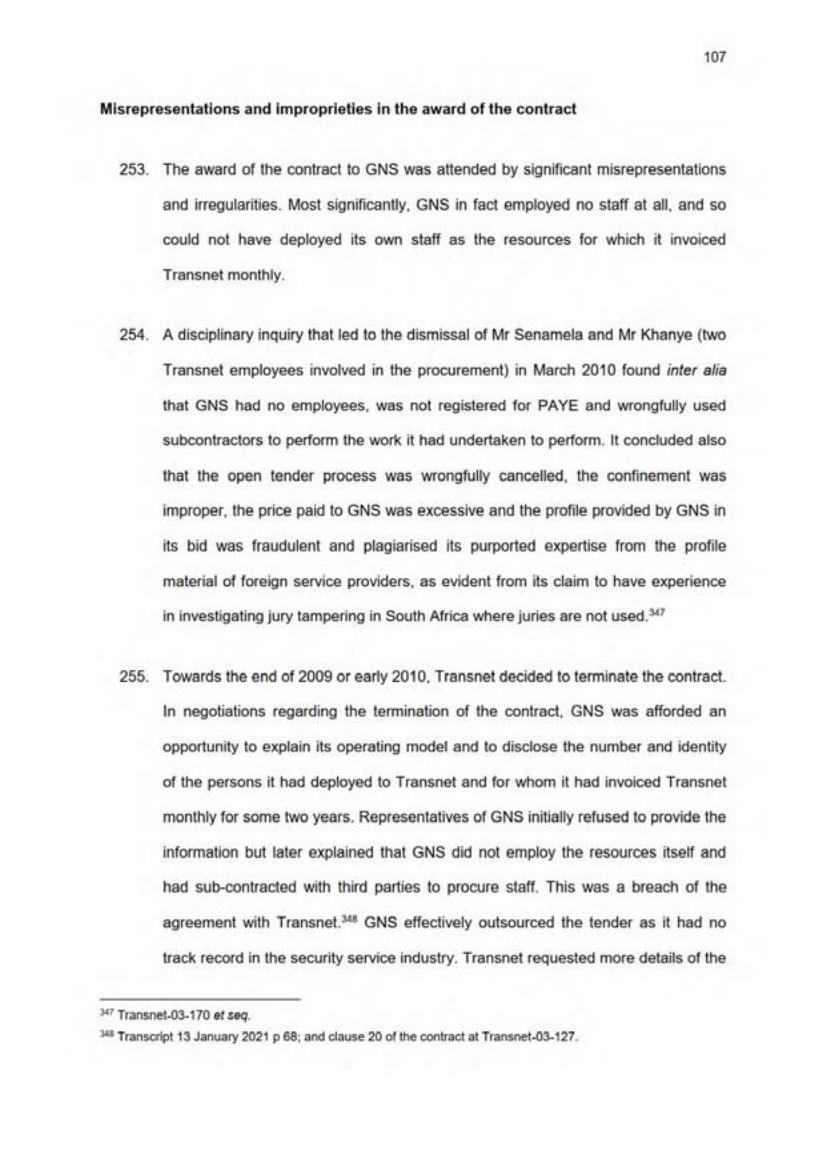 107
Misrepresentations and improprieties in the award of the contract
253. The award of the contract to GNS was attended by significant misrepresentations
and irregularities. Most significantly, GNS in fact employed no staff at all, and so
could not have deployed its own staff as the resources for which it invoiced
Transnet monthly.
254. A disciplinary inquiry that led to the dismissal of Mr Senamela and Mr Khanye (two
Transnet employees involved in the procurement) in March 2010 found inter alia
that GNS had no employees, was not registered for PAYE and wrongfully used
subcontractors to perform the work it had undertaken to perform. It concluded also
that the open tender process was wrongfully cancelled, the confinement was
improper, the price paid to GNS was excessive and the profile provided by GNS in
its bid was fraudulent and plagiarised its purported expertise from the profile
material of foreign service providers, as evident from its claim to have experience
in investigating jury tampering in South Africa where juries are not used.347
255. Towards the end of 2009 or early 2010, Transnet decided to terminate the contract.
In negotiations regarding the termination of the contract, GNS was afforded an
opportunity to explain its operating model and to disclose the number and identity
of the persons it had deployed to Transnet and for whom it had invoiced Transnet
monthly for some two years. Representatives of GNS initially refused to provide the
information but later explained that GNS did not employ the resources itself and
had sub-contracted with third parties to procure staff. This was a breach of the
agreement with Transnet.348 GNS effectively outsourced the tender as it had no
track record in the security service industry. Transnet requested more details of the
347 Transnet-03-170 et seq.
348 Transcript 13 January 2021 p 68; and clause 20 of the contract at Transnet-03-127.